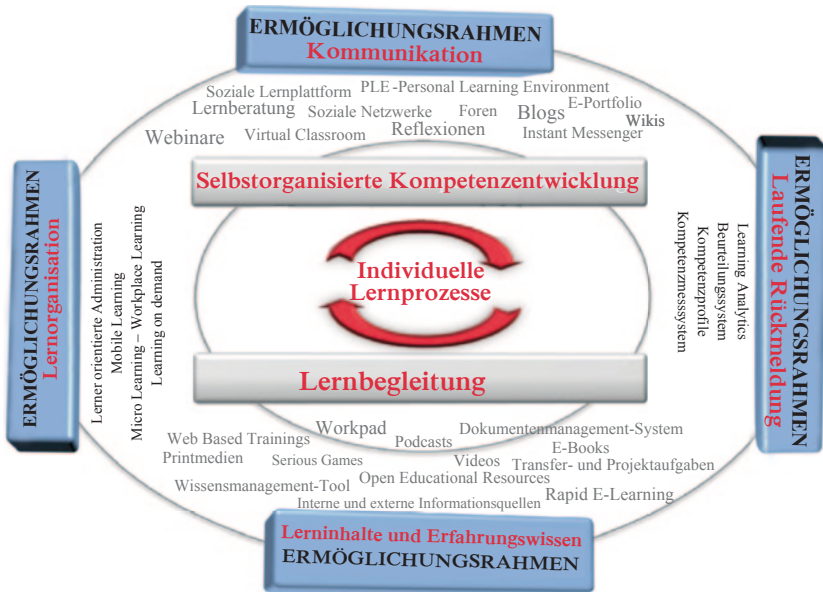 ERMÖGLICHUNGSRAHMEN
Kommunikation
Soziale Lernplattform PLE-Personal Learning Environment
Lernberatung Soziale Netzwerke Foren Blogs E-Portfolio
Wikis
Webinare Virtual Classroom Reflexionen Instant Messenger
Selbstorganisierte Kompetenzentwicklung
ERMÖGLICHUNGSRAHMEN
Lernorganisation
Lerner orientierte Administration
Mobile Learning
Micro Learning – Workplace Learning
Learning on demand
Individuelle
Lernprozesse
ERMÖGLICHUNGSRAHMEN
Laufende Rückmeldung
Learning Analytics
Beurteilungssystem
Kompetenzprofile
Kompetenzmesssystem
Lernbegleitung
Workpad Dokumentenmanagement-System
Web Based Trainings Podcasts E-Books
Printmedien Serious Games Videos Transfer- und Projektaufgaben
Wissensmanagement-Tool Open Educational Resources
Interne und externe Informationsquellen Rapid E-Learning
Lerninhalte und Erfahrungswissen
ERMÖGLICHUNGSRAHMEN